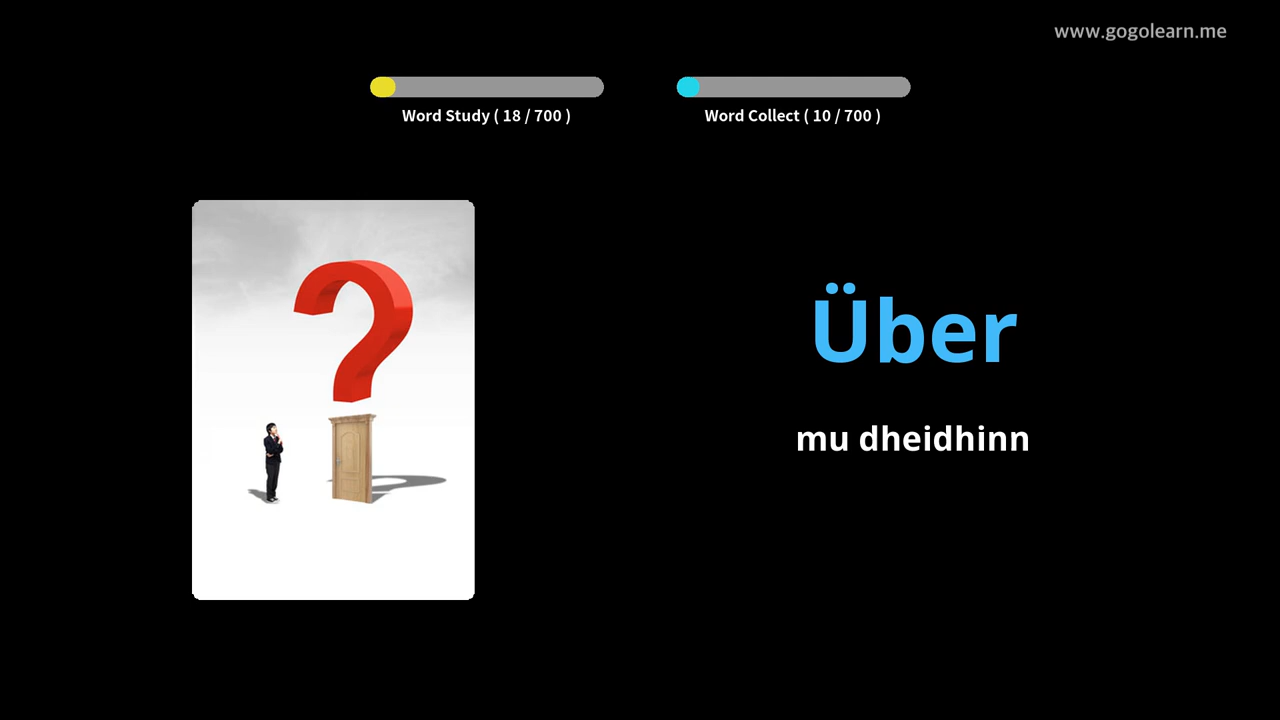 www.gogolearn.me
Word Study ( 18 / 700 )
Word Collect ( 10 / 700 )
Über
mu dheidhinn